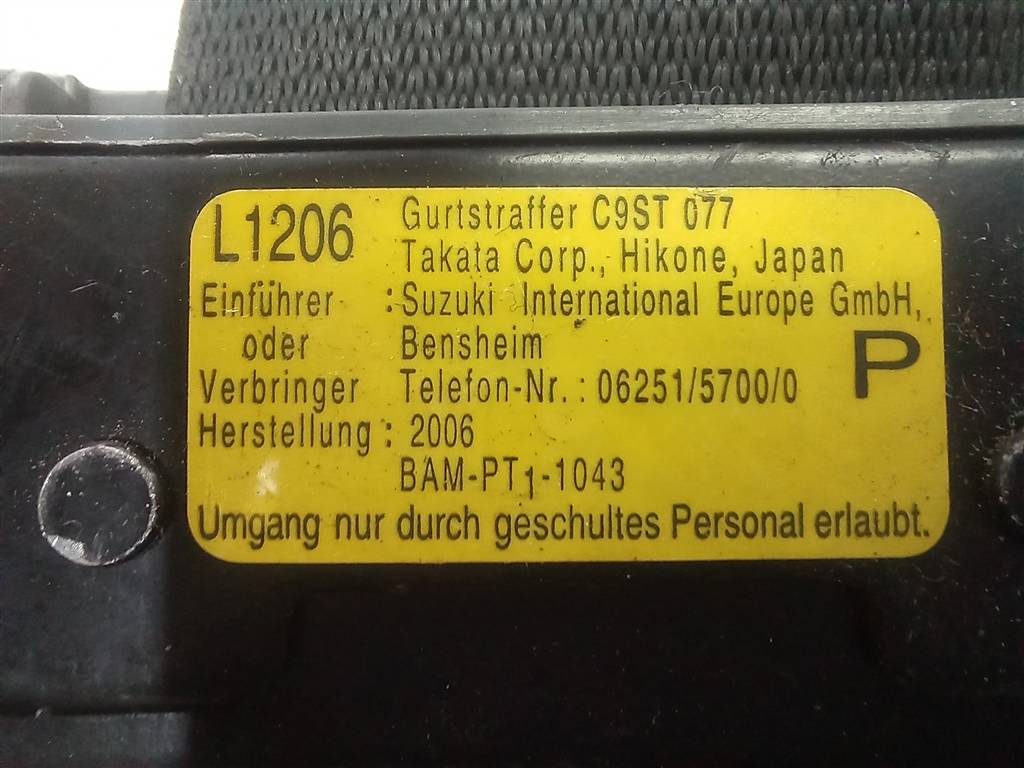 L1206 Gurtstraffer C9ST 077
Takata Corp., Hikone, Japan
Einführer : Suzuki International Europe GmbH,
oder Bensheim
Verbringer Telefon-Nr.: 06251/5700/0
P
Herstellung: 2006
BAM-PT1-1043
Umgang nur durch geschultes Personal erlaubt.